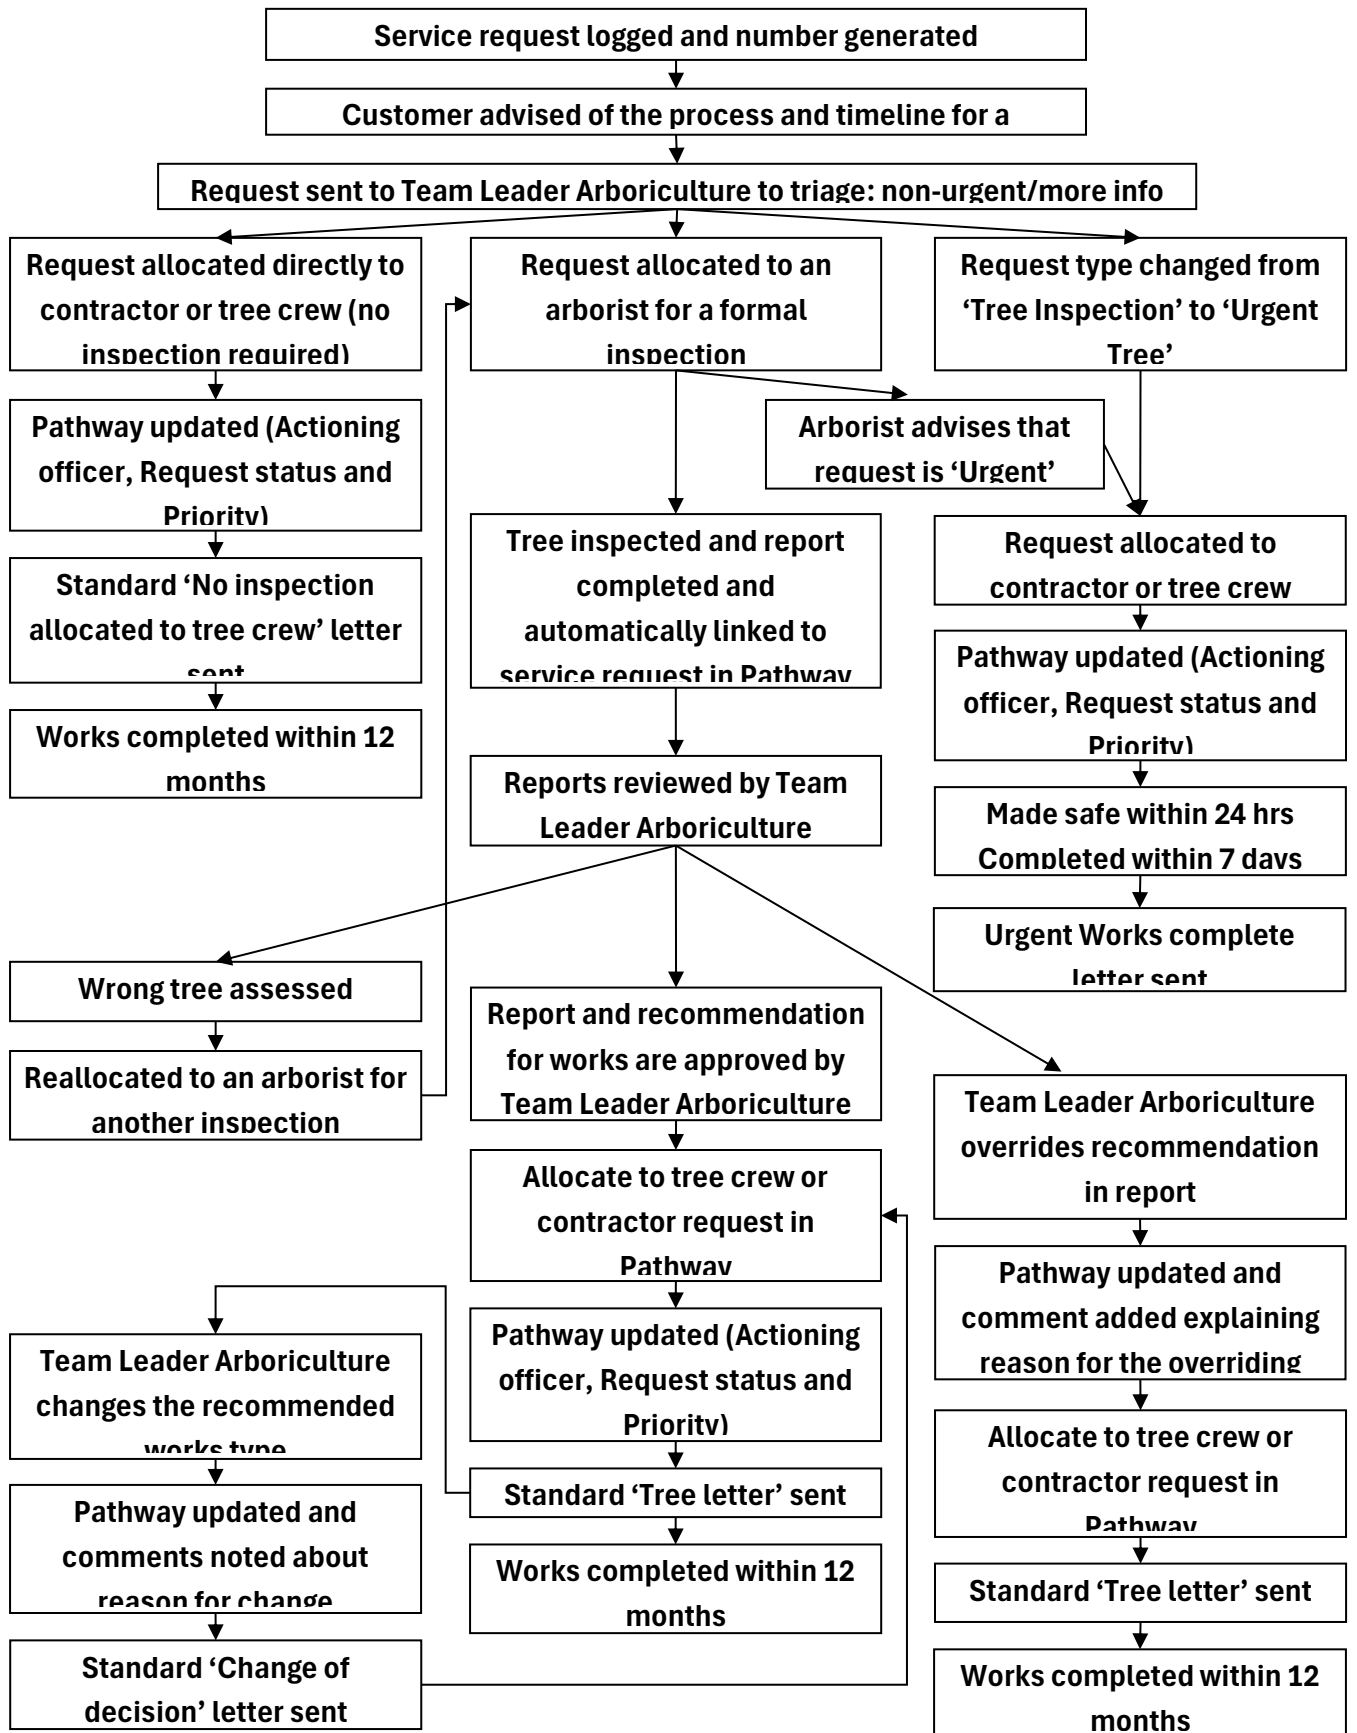 Service request logged and number generated
Customer advised of the process and timeline for a
Request sent to Team Leader Arboriculture to triage: non-urgent/more info
Request allocated directly to
contractor or tree crew (no
inspection required)
Request allocated to an
arborist for a formal
inspection
Request type changed from
‘Tree Inspection’ to ‘Urgent
Tree’
Pathway updated (Actioning
officer, Request status and
Priority)
Arborist advises that
request is ‘Urgent’
Standard ‘No inspection
allocated to tree crew’ letter
sent
Tree inspected and report
completed and
automatically linked to
service request in Pathway
Request allocated to
contractor or tree crew
Pathway updated (Actioning
officer, Request status and
Priority)
Works completed within 12
months
Reports reviewed by Team
Leader Arboriculture
Made safe within 24 hrs
Completed within 7 days
Urgent Works complete
letter sent
Wrong tree assessed
Reallocated to an arborist for
another inspection
Report and recommendation
for works are approved by
Team Leader Arboriculture
Team Leader Arboriculture
overrides recommendation
in report
Allocate to tree crew or
contractor request in
Pathway
Pathway updated and
comment added explaining
reason for the overriding
Team Leader Arboriculture
changes the recommended
works type
Pathway updated (Actioning
officer, Request status and
Priority)
Allocate to tree crew or
contractor request in
Pathway
Pathway updated and
comments noted about
reason for change
Standard ‘Tree letter’ sent
Works completed within 12
months
Standard ‘Tree letter’ sent
Standard ‘Change of
decision’ letter sent
Works completed within 12
months